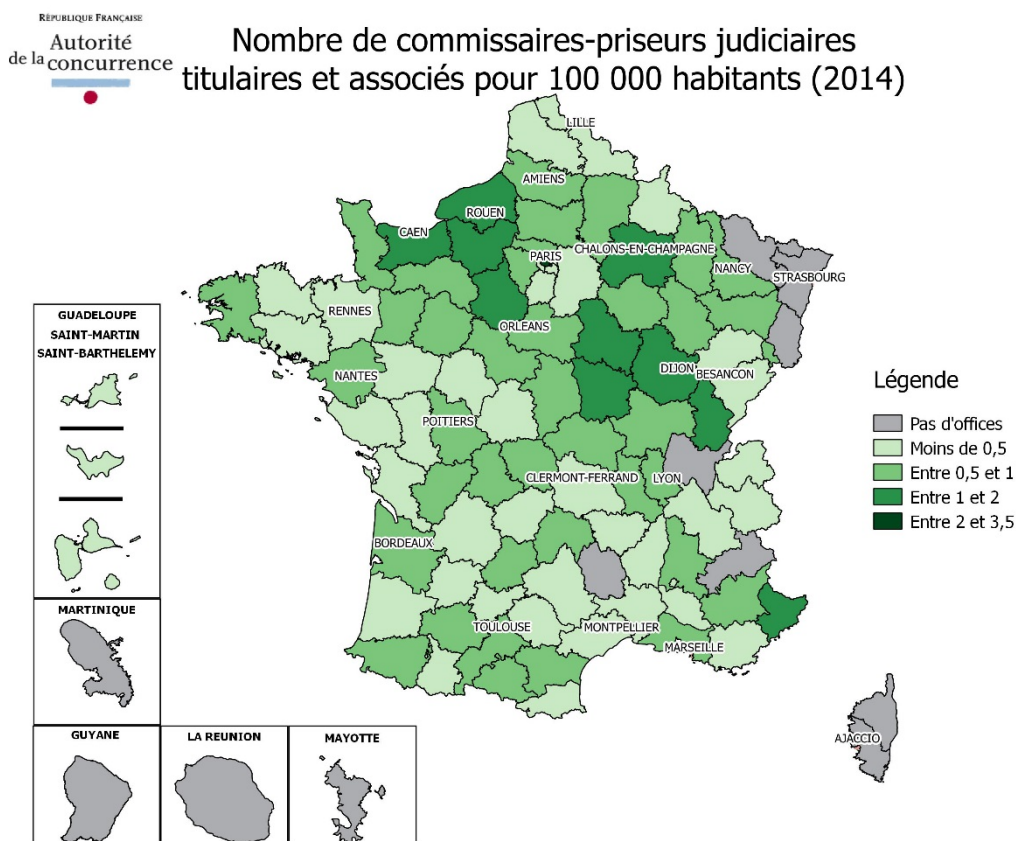 RÉPUBLIQUE FRANÇAISE
Autorité
de la concurrence
Nombre de commissaires-priseurs judiciaires
titulaires et associés pour 100 000 habitants (2014)
LILLE
AMIENS
ROUEN
CAEN
PARIS
CHALONS-EN-CHAMPAGNE
NANCY
STRASBOURG
RENNES
ORLEANS
NANTES
DIJON
BESANCON
POITIERS
CLERMONT-FERRAND
LYON
BORDEAUX
TOULOUSE
MONTPELLIER
MARSEILLE
AJACCIO
GUADELOUPE
SAINT-MARTIN
SAINT-BARTHELEMY
MARTINIQUE
GUYANE
LA REUNION
MAYOTTE
Légende
Pas d'offices
Moins de 0,5
Entre 0,5 et 1
Entre 1 et 2
Entre 2 et 3,5